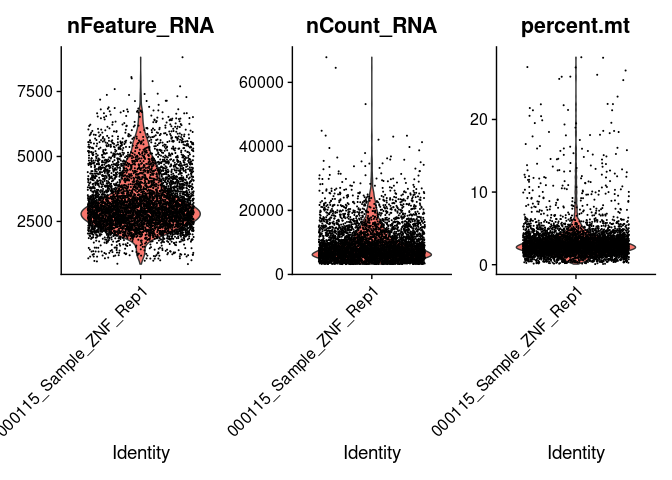 nFeature_RNA
7500
5000
2500
000115_Sample_ZNF_Rep1
Identity
nCount_RNA
60000
40000
20000
0
000115_Sample_ZNF_Rep1
Identity
percent.mt
20
10
0
000115_Sample_ZNF_Rep1
Identity